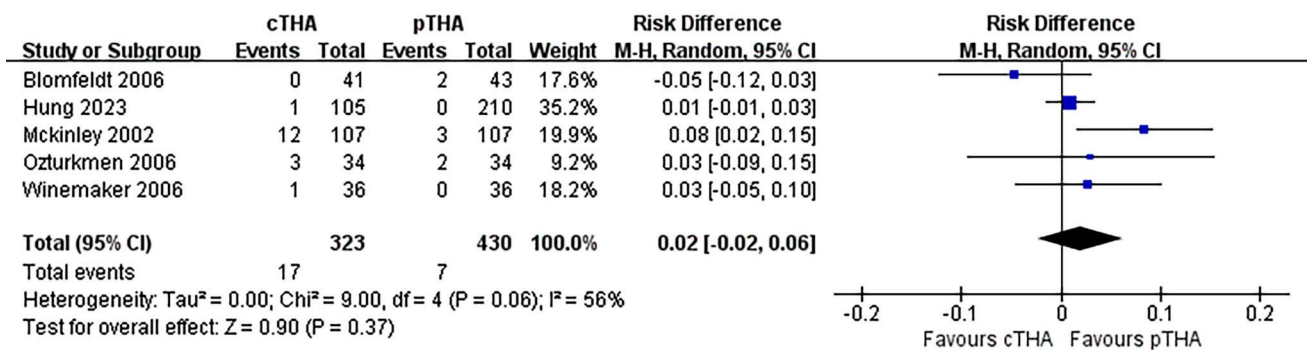 cTHA pTHA Risk Difference Risk Difference
Study or Subgroup Events Total Events Total Weight M-H, Random, 95% CI M-H, Random, 95% CI
Blomfeldt 2006 0 41 2 43 17.6% -0.05 [-0.12, 0.03]
Hung 2023 1 105 0 210 35.2% 0.01 [-0.01, 0.03]
Mckinley 2002 12 107 3 107 19.9% 0.08 [0.02, 0.15]
Ozturkmen 2006 3 34 2 34 9.2% 0.03 [-0.09, 0.15]
Winemaker 2006 1 36 0 36 18.2% 0.03 [-0.05, 0.10]
Total (95% CI) 323 430 100.0% 0.02 [-0.02, 0.06]
Total events 17 7
Heterogeneity: Tau² = 0.00; Chi² = 9.00, df = 4 (P = 0.06); I² = 56%
Test for overall effect: Z = 0.90 (P = 0.37)
-0.2 -0.1 0 0.1 0.2
Favours cTHA Favours pTHA